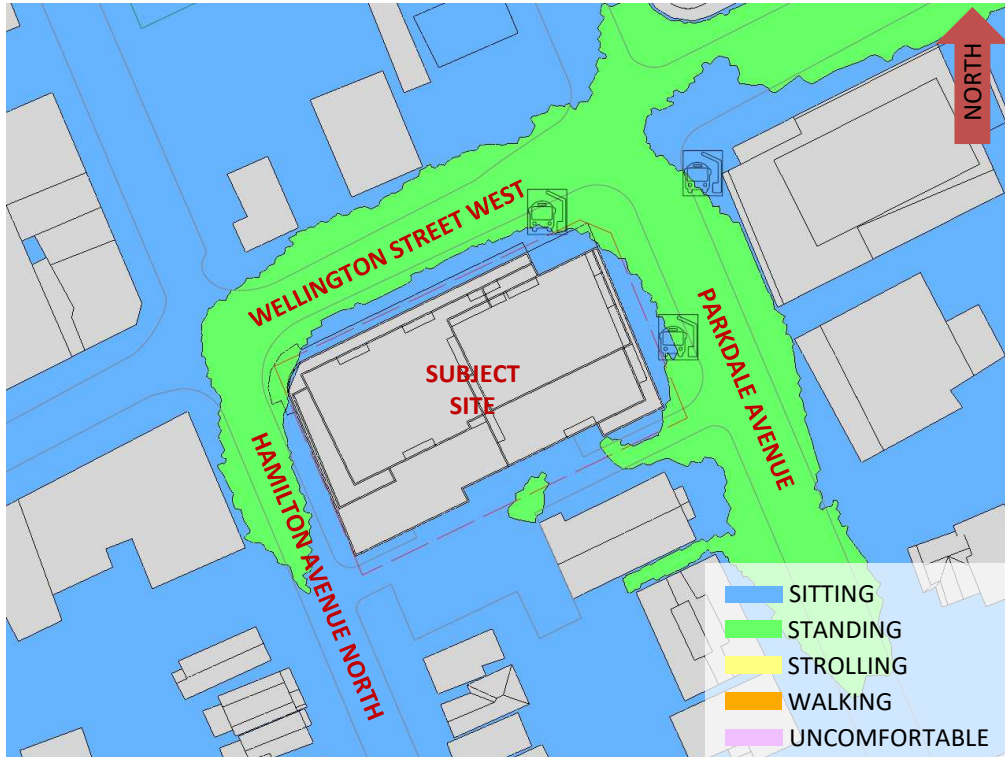 NORTH
WELLINGTON STREET WEST
PARKDALE AVENUE
SUBJECT
SITE
HAMILTON AVENUE NORTH
SITTING
STANDING
STROLLING
WALKING
UNCOMFORTABLE